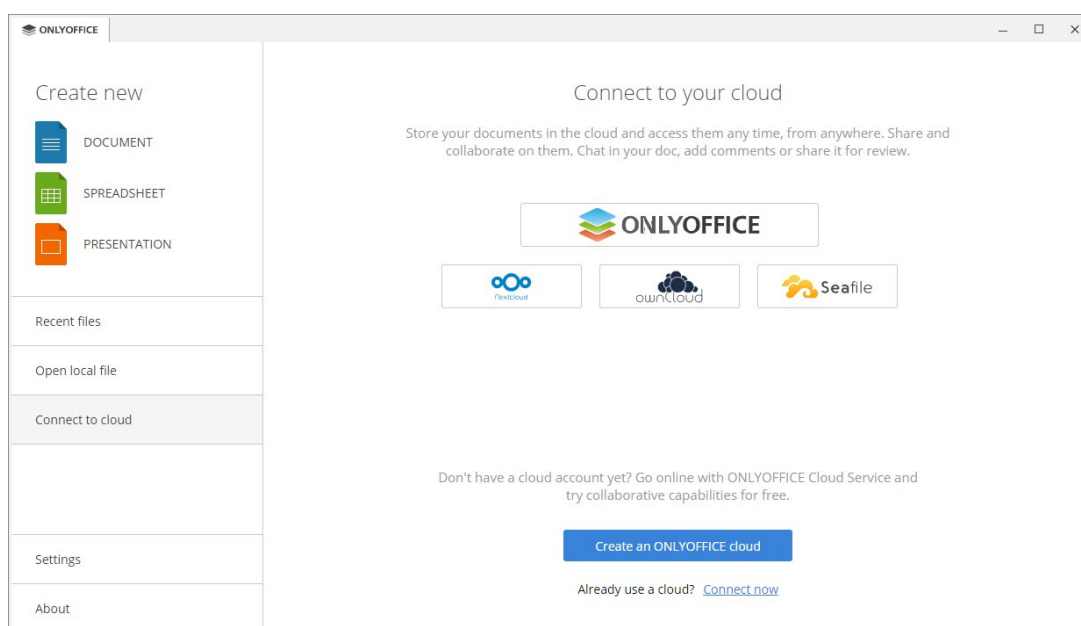 ONLYOFFICE
Create new
DOCUMENT
SPREADSHEET
PRESENTATION
Recent files
Open local file
Connect to cloud
Settings
About
Connect to your cloud
Store your documents in the cloud and access them any time, from anywhere. Share and
collaborate on them. Chat in your doc, add comments or share it for review.
ONLYOFFICE
Nextcloud
ownCloud
Seafile
Don't have a cloud account yet? Go online with ONLYOFFICE Cloud Service and
try collaborative capabilities for free.
Create an ONLYOFFICE cloud
Already use a cloud? Connect now